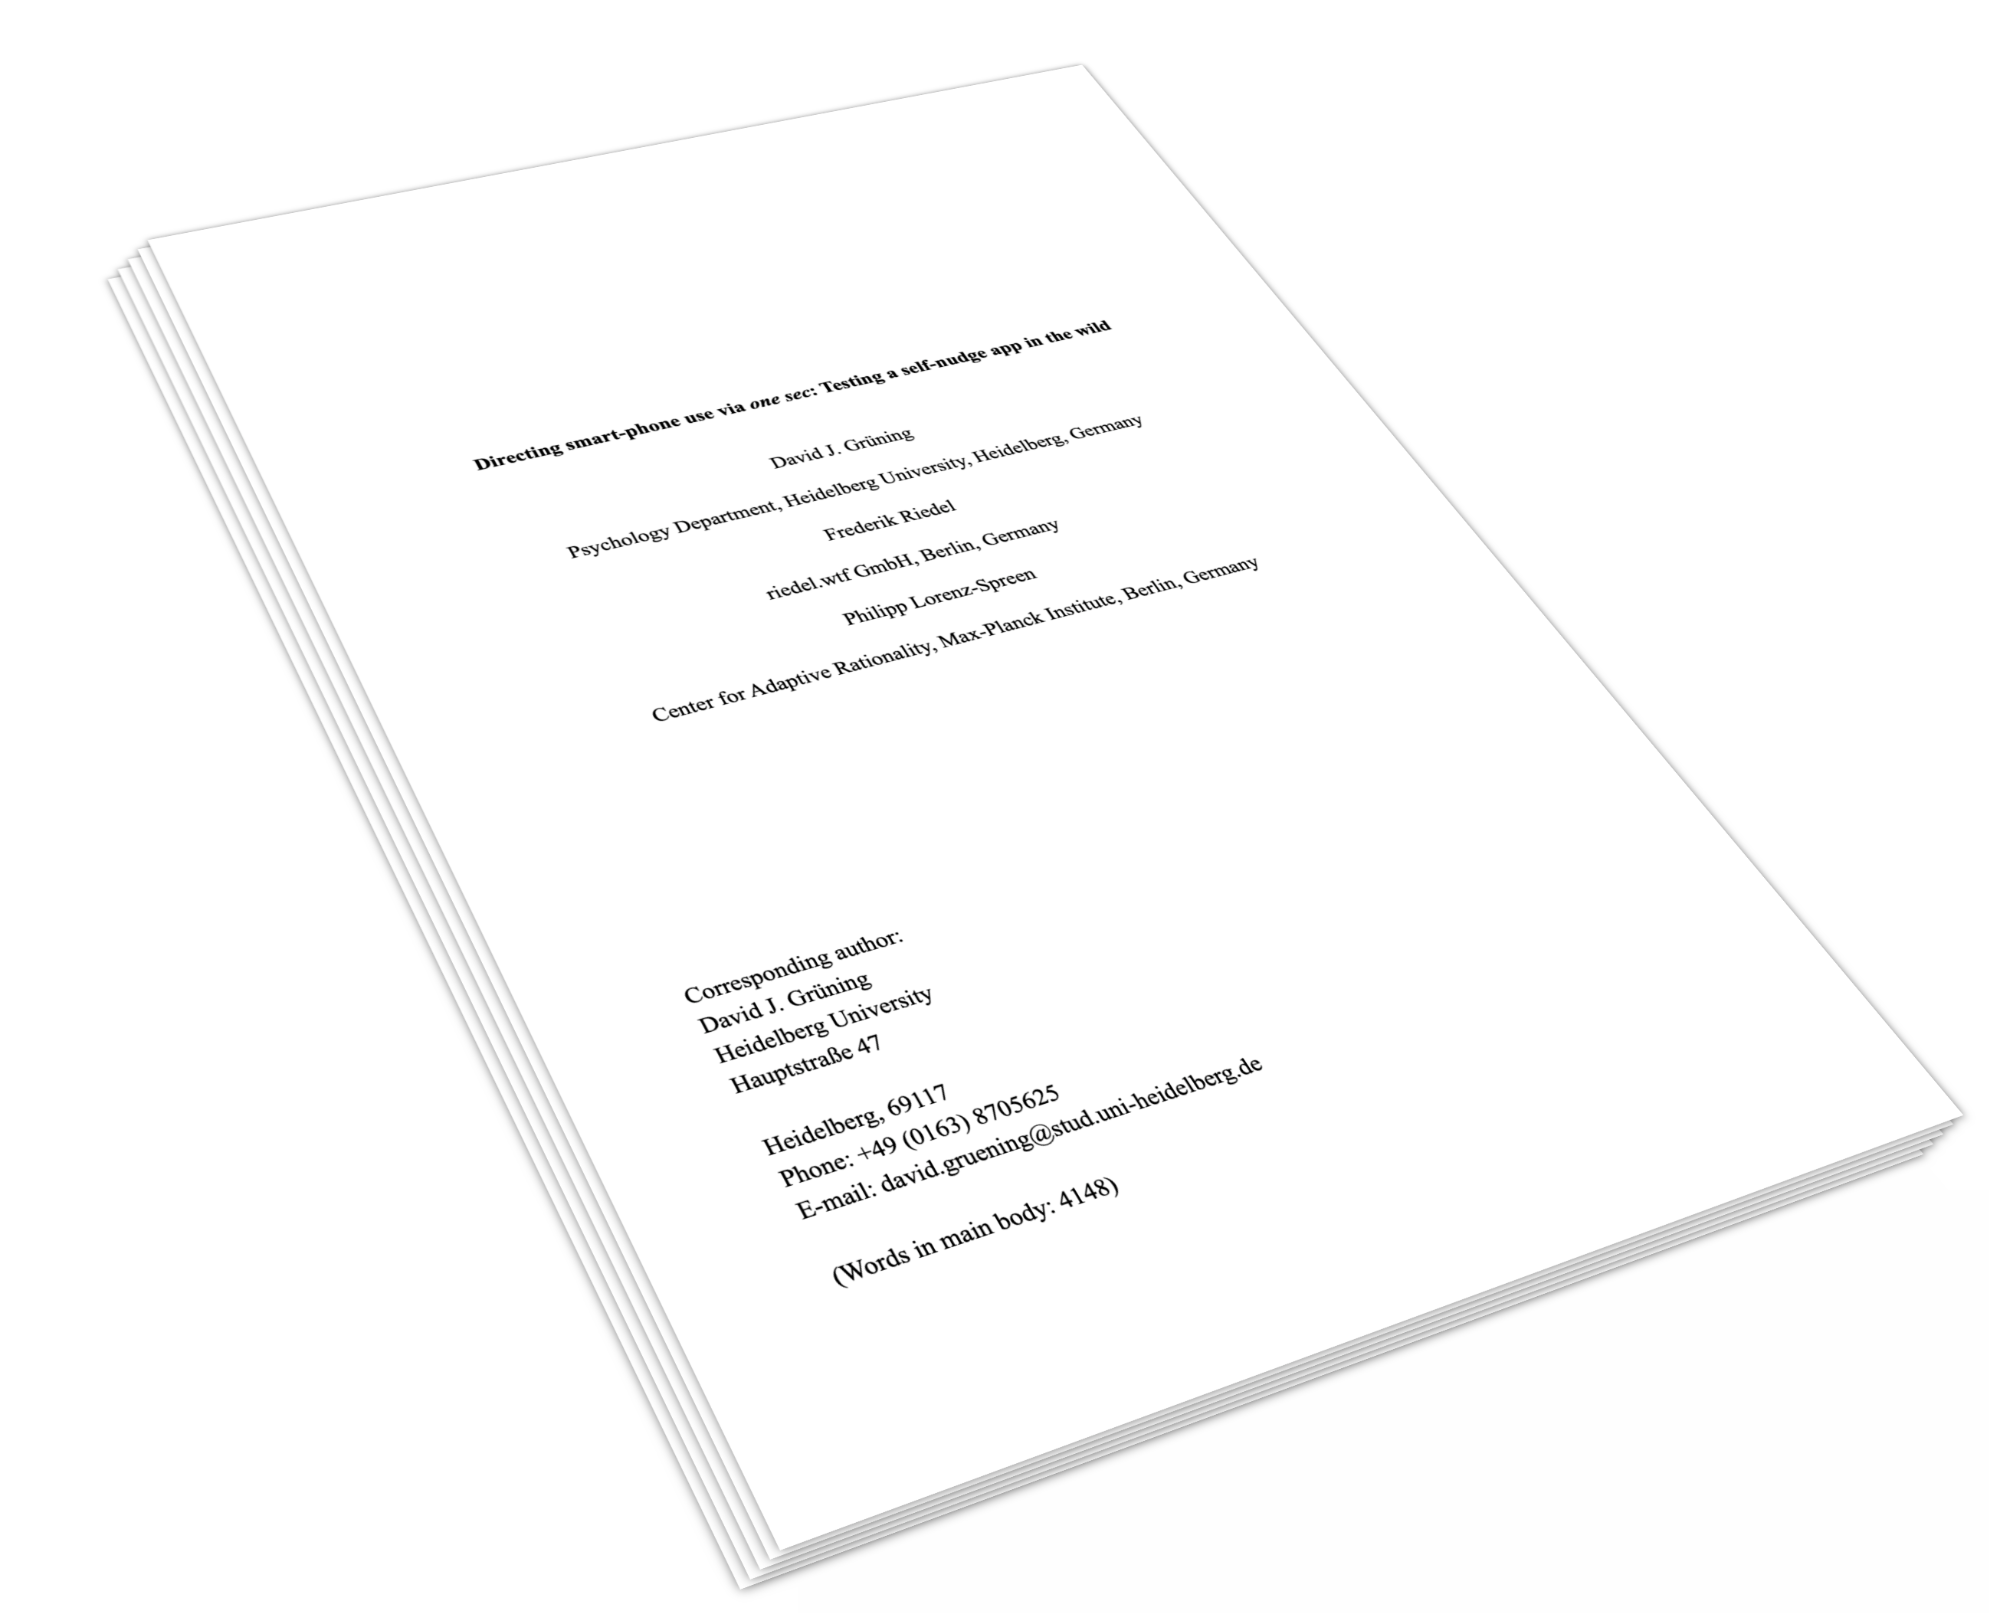 Directing smart-phone use via one sec: Testing a self-nudge app in the wild
David J. Grüning
Psychology Department, Heidelberg University, Heidelberg, Germany
Frederik Riedel
riedel.wtf GmbH, Berlin, Germany
Philipp Lorenz-Spreen
Center for Adaptive Rationality, Max-Planck Institute, Berlin, Germany
Corresponding author:
David J. Grüning
Heidelberg University
Hauptstraße 47
Heidelberg, 69117
Phone: +49 (0163) 8705625
E-mail: david.gruening@stud.uni-heidelberg.de
(Words in main body: 4148)